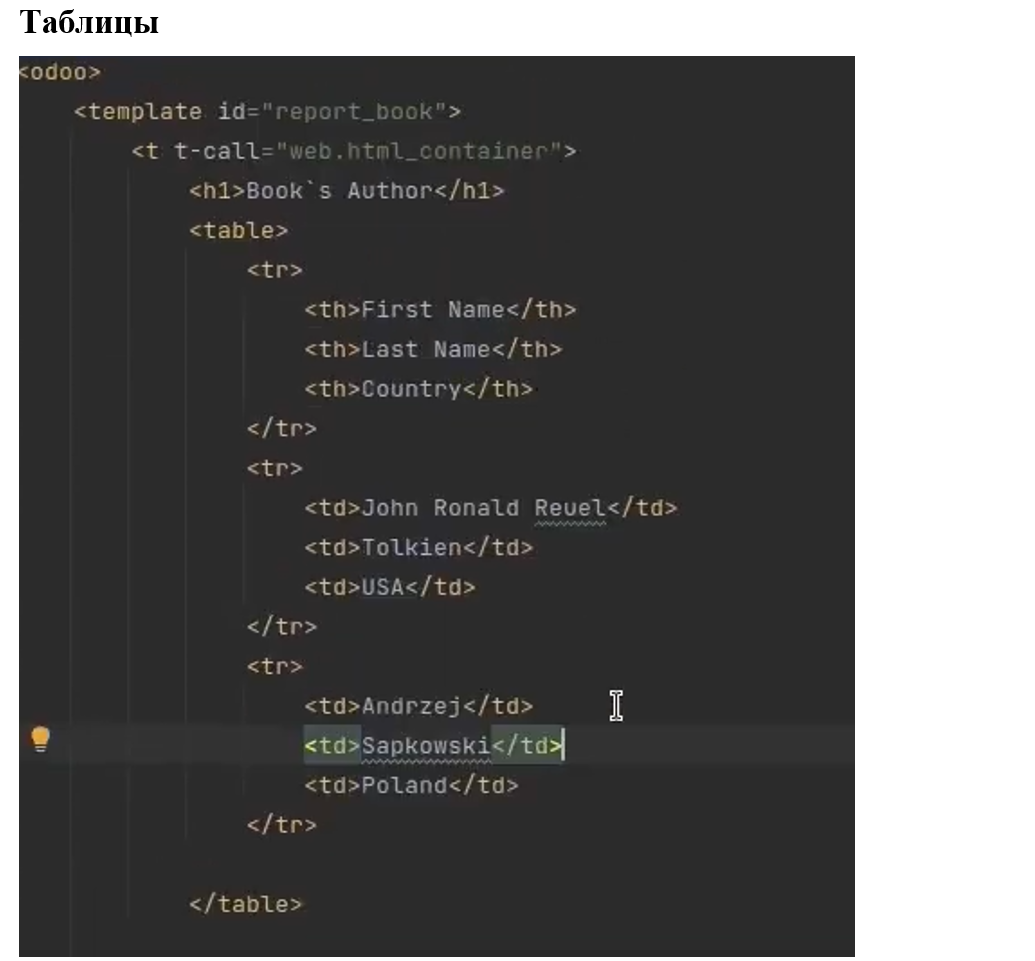 Таблицы
<odoo>
<template id="report_book">
<t t-call="web.html_container">
<h1>Book`s Author</h1>
<table>
<tr>
<th>First Name</th>
<th>Last Name</th>
<th>Country</th>
</tr>
<tr>
<td>John Ronald Reuel</td>
<td>Tolkien</td>
<td>USA</td>
</tr>
<tr>
<td>Andrzej</td>
<td>Sapkowski</td>
<td>Poland</td>
</tr>
</table>